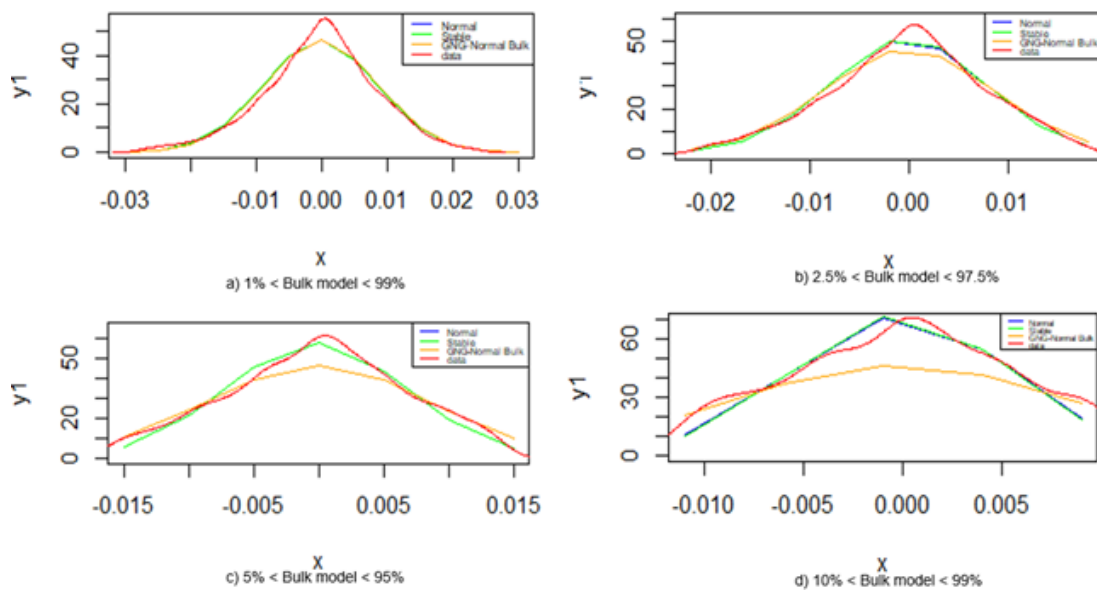 y1
40
20
0
-0.03
-0.01
0.00
0.01
0.02
0.03
X
Normal
Stable
GNG-Normal Bulk
data
a) 1% < Bulk model < 99%
y1
50
20
0
-0.02
-0.01
0.00
0.01
X
Normal
Stable
GNG-Normal Bulk
data
b) 2.5% < Bulk model < 97.5%
y1
50
20
0
-0.015
-0.005
0.005
0.015
X
Normal
Stable
GNG-Normal Bulk
data
c) 5% < Bulk model < 95%
y1
60
30
0
-0.010
-0.005
0.000
0.005
X
Normal
Stable
GNG-Normal Bulk
data
d) 10% < Bulk model < 99%